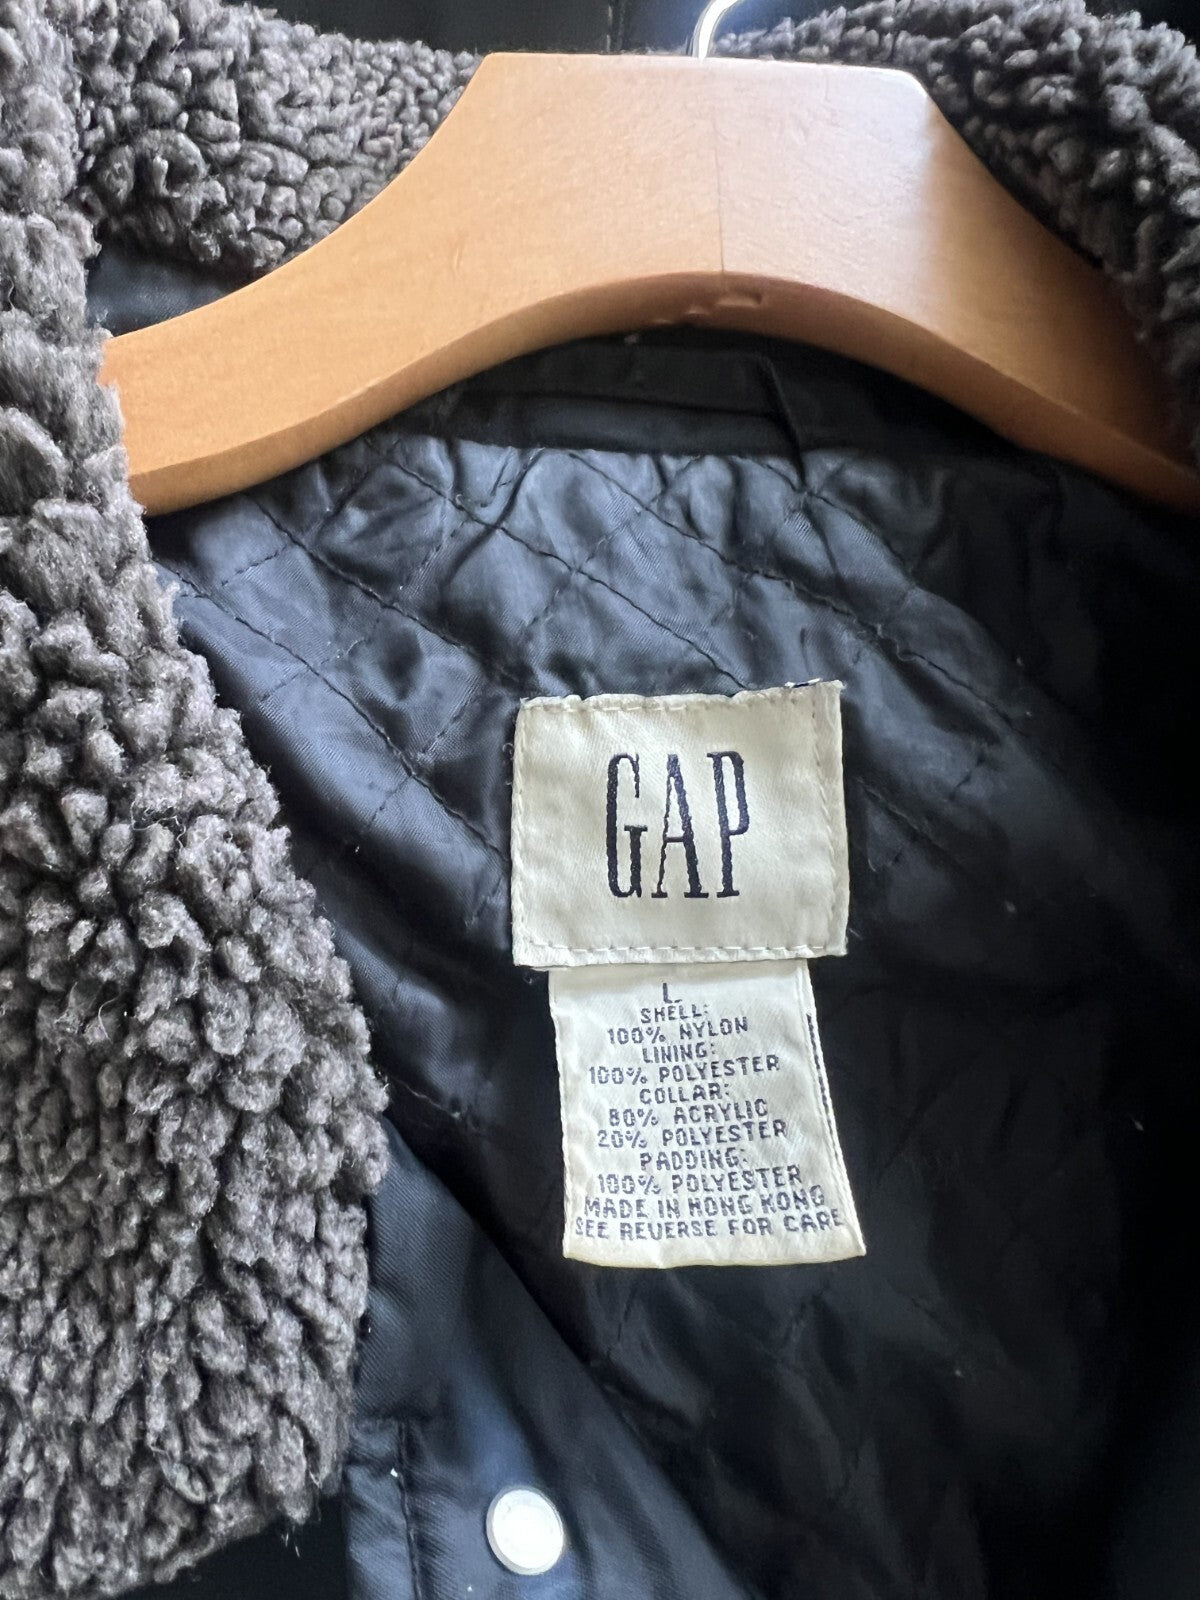 GAP
L
SHELL:
100% NYLON
LINING:
100% POLYESTER
COLLAR:
80% ACRYLIC
20% POLYESTER
PADDING:
100% POLYESTER
MADE IN HONG KONG
SEE REVERSE FOR CARE